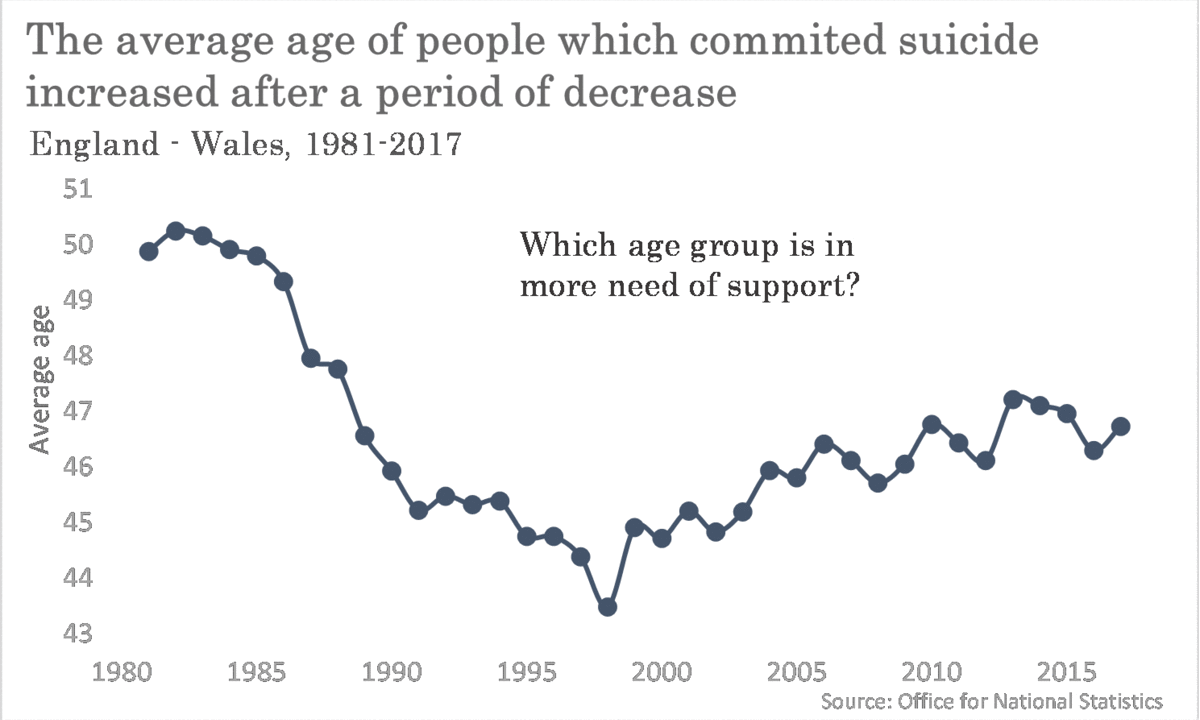 The average age of people which commited suicide
increased after a period of decrease
England - Wales, 1981-2017
51
50
49
48
47
46
45
44
43
Average age
Which age group is in
more need of support?
1980 1985 1990 1995 2000 2005 2010 2015
Source: Office for National Statistics